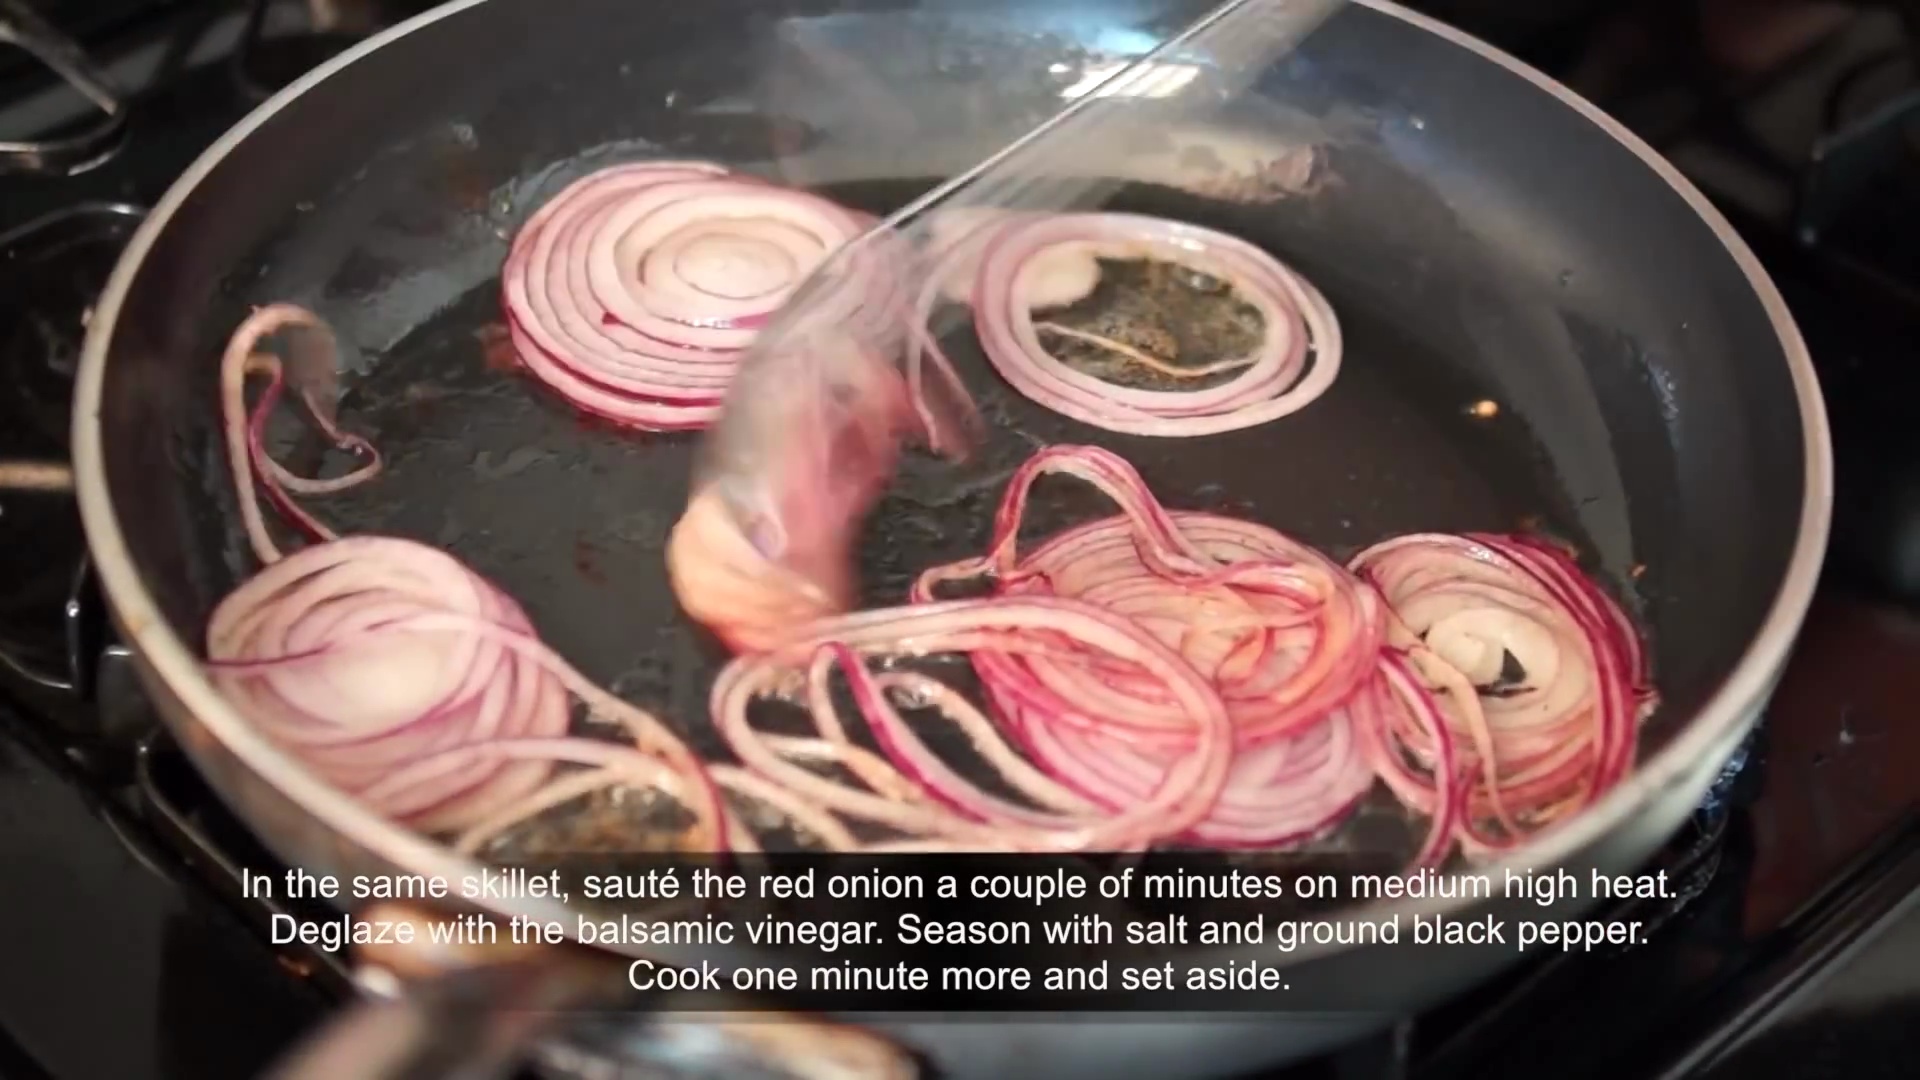 In the same skillet, sauté the red onion a couple of minutes on medium high heat.
Deglaze with the balsamic vinegar. Season with salt and ground black pepper.
Cook one minute more and set aside.